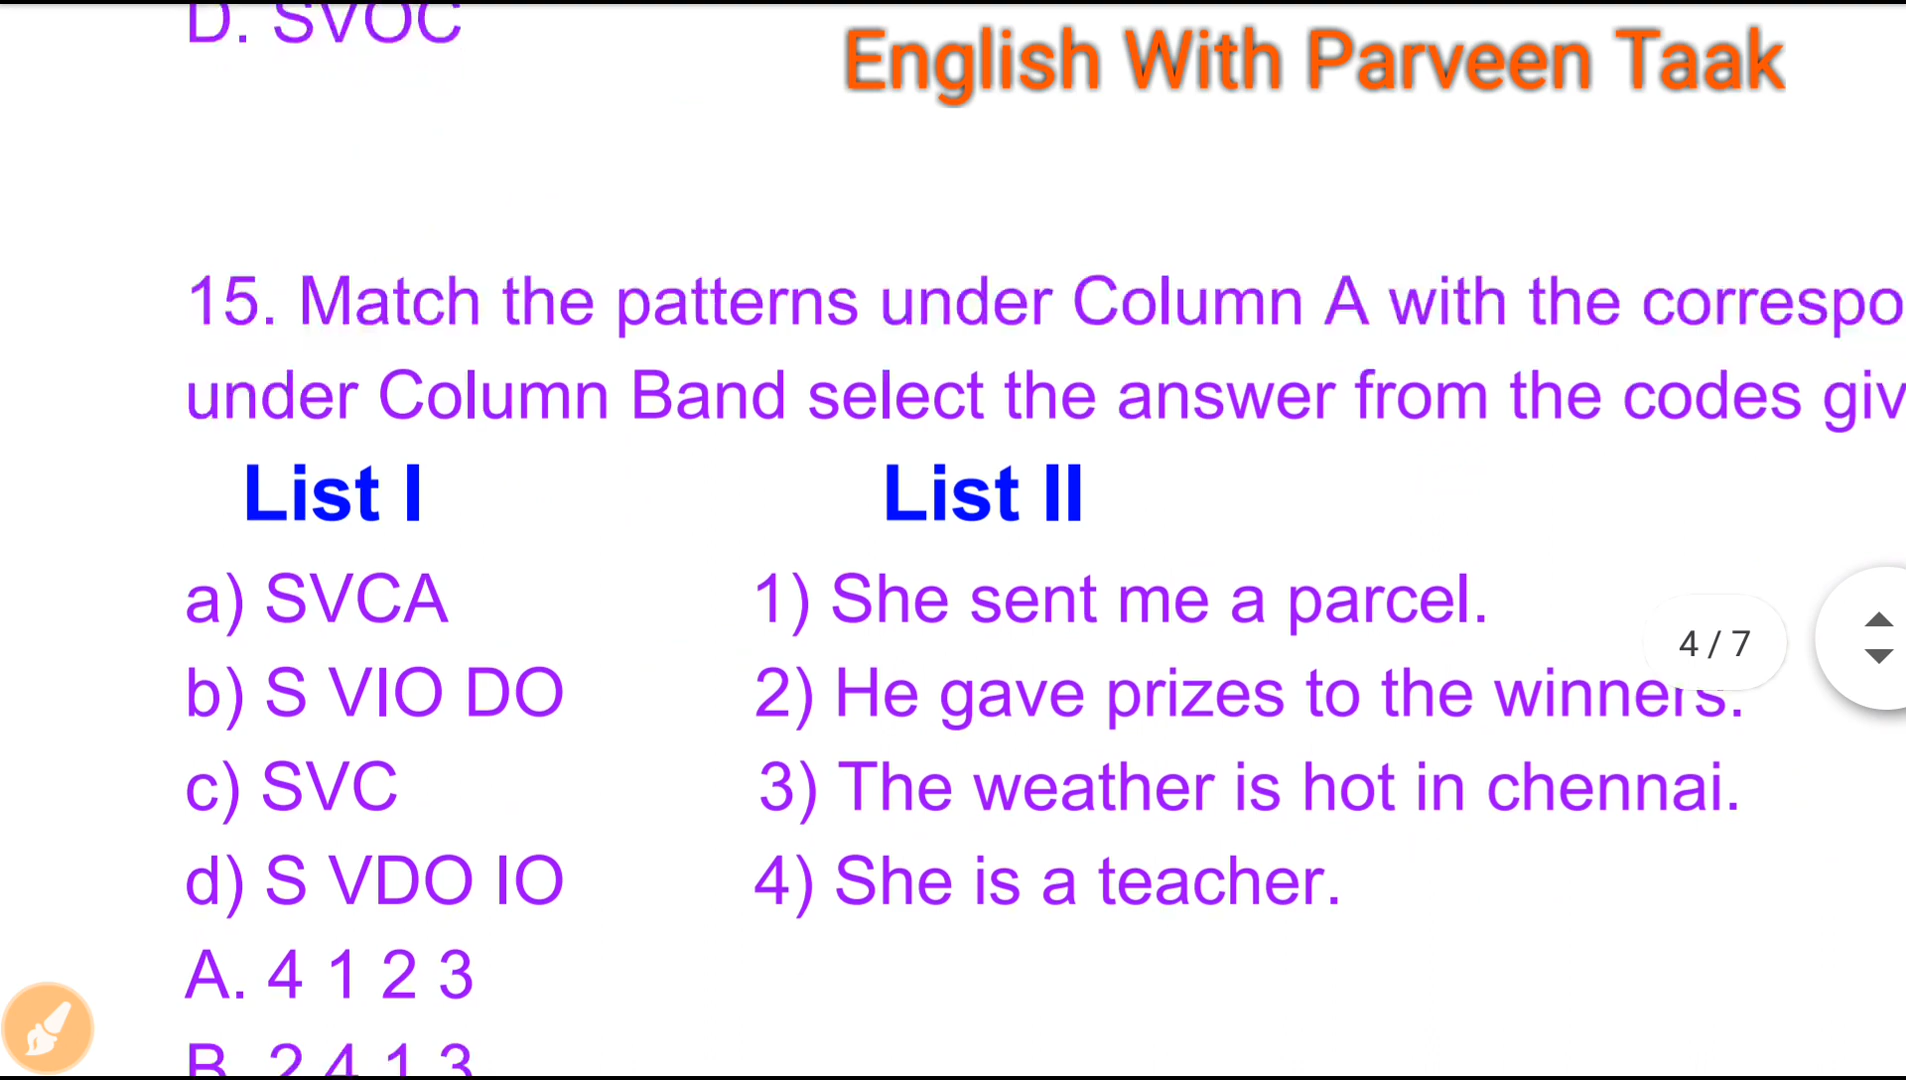 D. SVOC
English With Parveen Taak
15. Match the patterns under Column A with the correspo
under Column Band select the answer from the codes giv
List I List II
a) SVCA 1) She sent me a parcel.
4 / 7
b) S VIO DO 2) He gave prizes to the winners.
c) SVC 3) The weather is hot in chennai.
d) S VDO IO 4) She is a teacher.
A. 4 1 2 3
B. 2 4 1 3